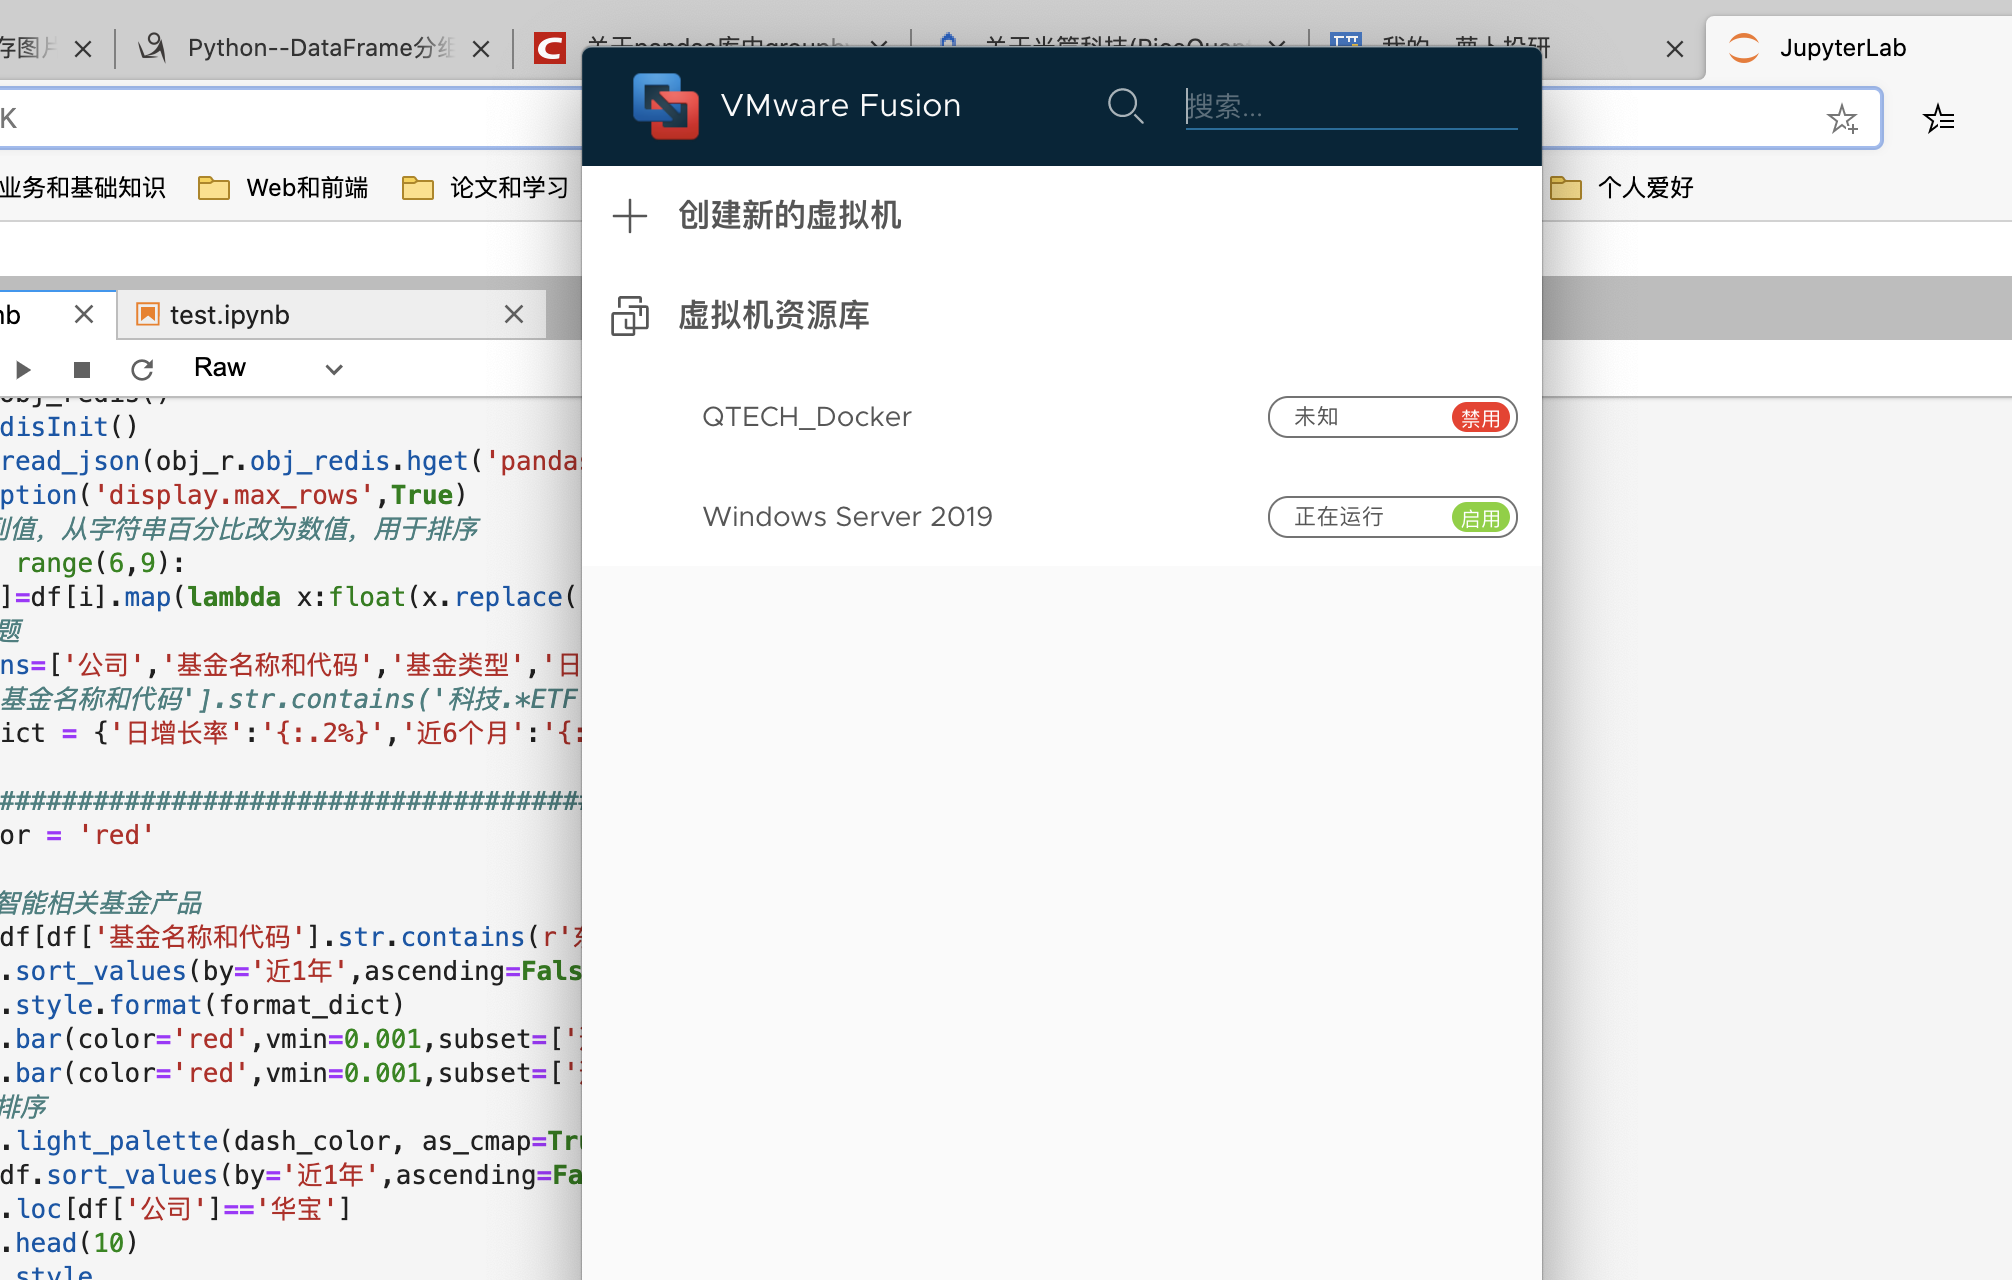 Python--DataFrame分组
我的 萝卜投研
JupyterLab
VMware Fusion
搜索...
K
业务和基础知识
Web和前端
论文和学习
个人爱好
创建新的虚拟机
虚拟机资源库
QTECH_Docker
未知
禁用
Windows Server 2019
正在运行
启用
nb
test.ipynb
Raw
obj_redis()
disInit()
read_json(obj_r.obj_redis.hget('pandas
ption('display.max_rows',True)
列值，从字符串百分比改为数值，用于排序
range(6,9):
]=df[i].map(lambda x:float(x.replace(
题
ns=['公司','基金名称和代码','基金类型','日
基金名称和代码'].str.contains('科技.*ETF
ict = {'日增长率':'{:.2%}','近6个月':'{:
######################################
or = 'red'
智能相关基金产品
df[df['基金名称和代码'].str.contains(r'
.sort_values(by='近1年',ascending=Fals
.style.format(format_dict)
.bar(color='red',vmin=0.001,subset=['
.bar(color='red',vmin=0.001,subset=['
排序
.light_palette(dash_color, as_cmap=Tru
df.sort_values(by='近1年',ascending=Fa
.loc[df['公司']=='华宝']
.head(10)
style